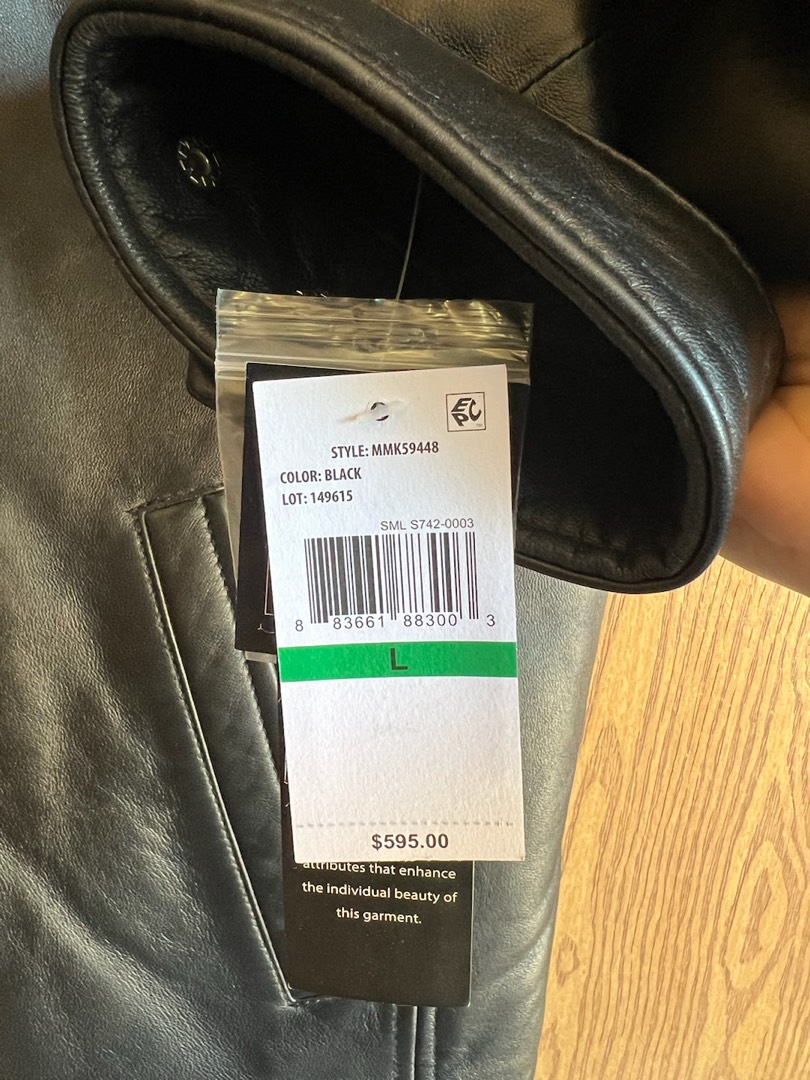 EPC
STYLE: MMK59448
COLOR: BLACK
LOT: 149615
SML S742-0003
8 83661 88300 3
L
$595.00
attributes that enhance
the individual beauty of
this garment.